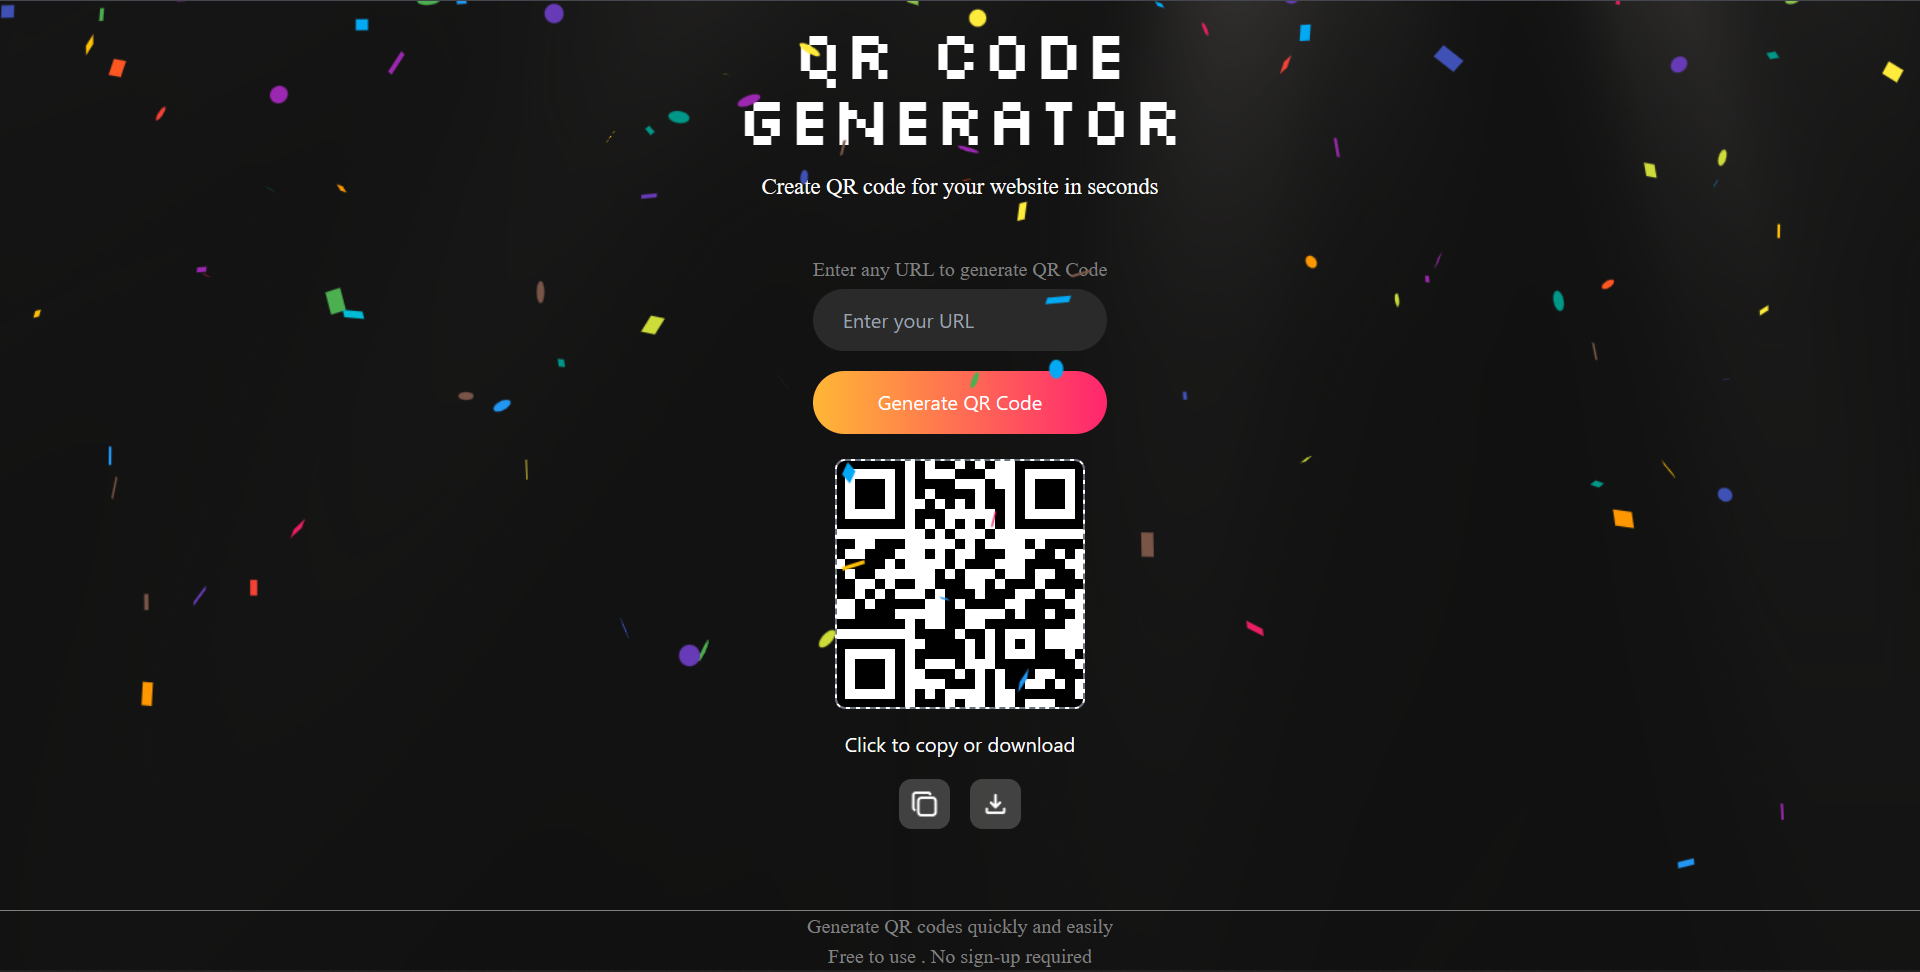 QR CODE
GENERATOR
Create QR code for your website in seconds
Enter any URL to generate QR Code
Enter your URL
Generate QR Code
Click to copy or download
Generate QR codes quickly and easily
Free to use . No sign-up required